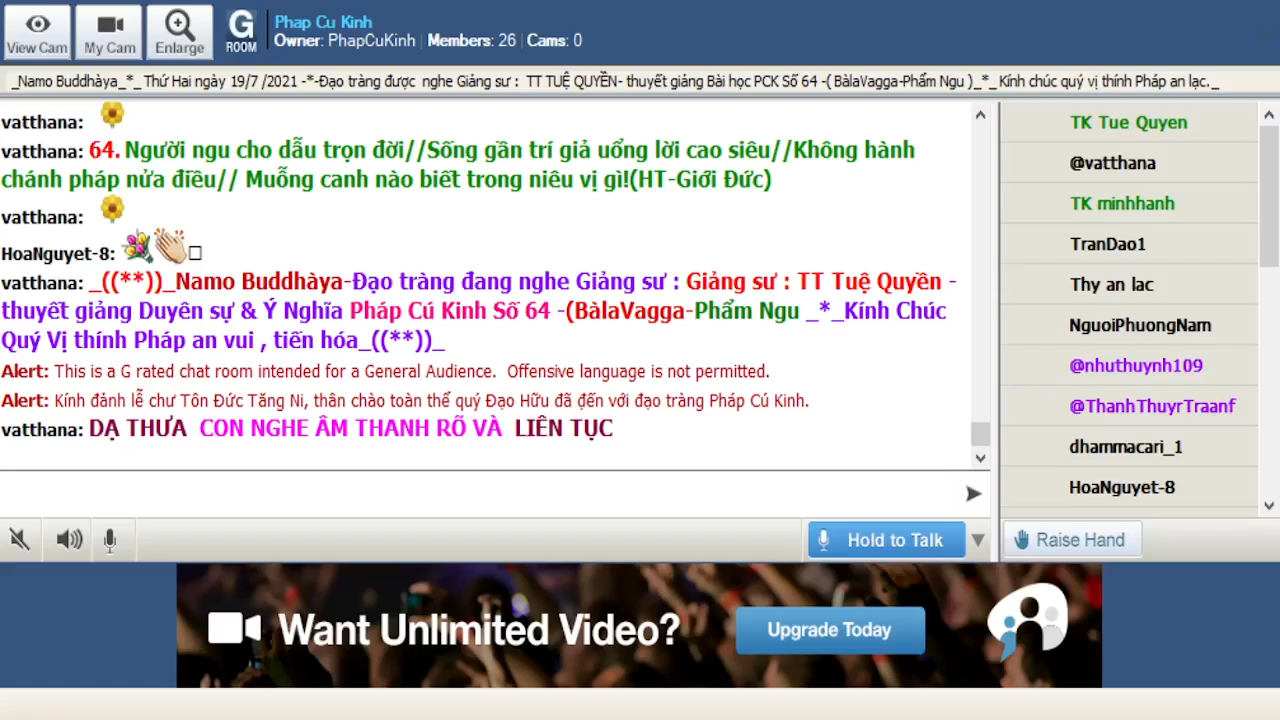 View Cam
My Cam
Enlarge
G
ROOM
Phap Cu Kinh
Owner: PhapCuKinh | Members: 26 | Cams: 0
_Namo Buddhàya_*_ Thứ Hai ngày 19/7 /2021 -*-Đạo tràng được nghe Giảng sư : TT TUỆ QUYỀN- thuyết giảng Bài học PCK Số 64 -( BàlaVagga-Phẩm Ngu )_*_ Kính chúc quý vị thính Pháp an lạc._
vatthana:
vatthana: 64. Người ngu cho dẫu trọn đời//Sống gần trí giả uổng lời cao siêu//Không hành
chánh pháp nửa điều// Muỗng canh nào biết trong niêu vị gì!(HT-Giới Đức)
vatthana:
HoaNguyet-8:
vatthana: _((**))_Namo Buddhàya-Đạo tràng đang nghe Giảng sư : Giảng sư : TT Tuệ Quyền -
thuyết giảng Duyên sự & Ý Nghĩa Pháp Cú Kinh Số 64 -(BàlaVagga-Phẩm Ngu _*_Kính Chúc
Quý Vị thính Pháp an vui , tiến hóa_((**))_
Alert: This is a G rated chat room intended for a General Audience. Offensive language is not permitted.
Alert: Kính đảnh lễ chư Tôn Đức Tăng Ni, thân chào toàn thể quý Đạo Hữu đã đến với đạo tràng Pháp Cú Kinh.
vatthana: DẠ THƯA CON NGHE ÂM THANH RÕ VÀ LIÊN TỤC
TK Tue Quyen
@vatthana
TK minhhanh
TranDao1
Thy an lac
NguoiPhuongNam
@nhuthuynh109
@ThanhThuyrTraanf
dhammacari_1
HoaNguyet-8
Hold to Talk
Raise Hand
Want Unlimited Video?
Upgrade Today